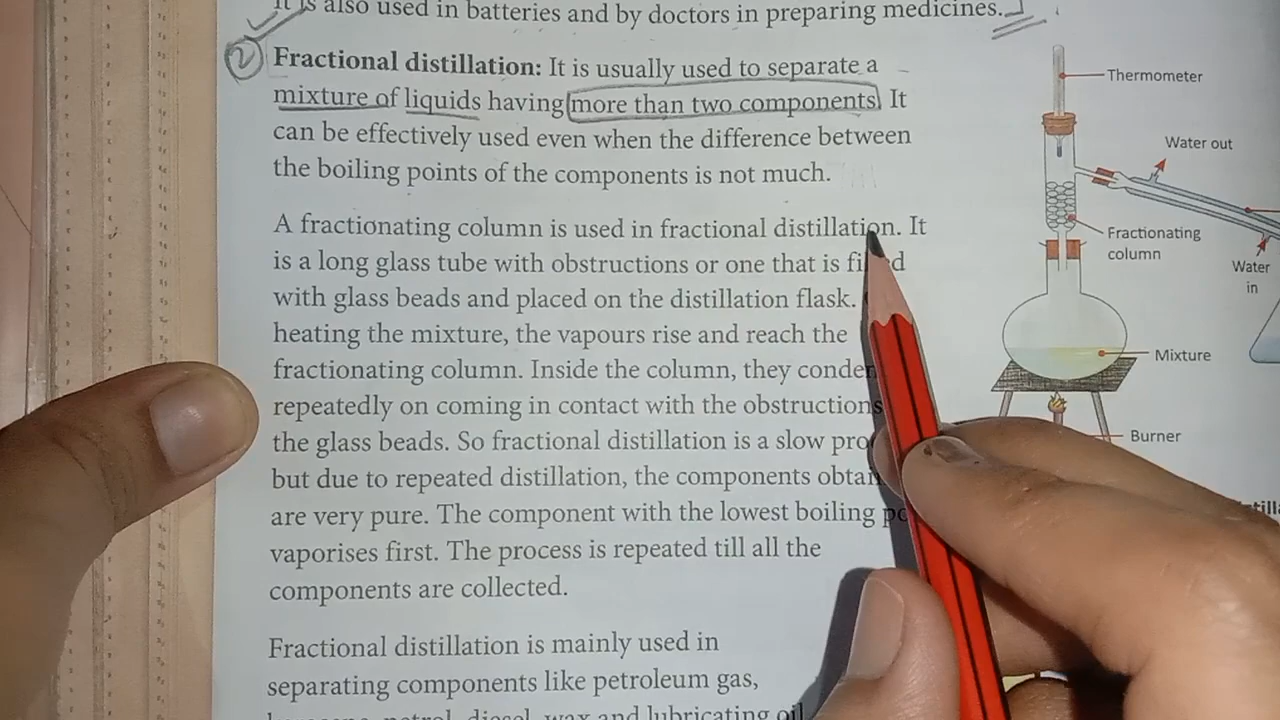 It is also used in batteries and by doctors in preparing medicines.
2
Fractional distillation: It is usually used to separate a
mixture of liquids having more than two components. It
can be effectively used even when the difference between
the boiling points of the components is not much.
A fractionating column is used in fractional distillation. It
is a long glass tube with obstructions or one that is
with glass beads and placed on the distillation flask.
heating the mixture, the vapours rise and reach the
fractionating column. Inside the column, they
repeatedly on coming in contact with the obstructions
the glass beads. So fractional distillation is a slow
but due to repeated distillation, the components
are very pure. The component with the lowest boiling
vaporises first. The process is repeated till all the
components are collected.
Fractional distillation is mainly used in
separating components like petroleum gas,
petrol, diesel, wax and lubricating oil
Thermometer
Water out
Fractionating
column
Water
in
Mixture
Burner